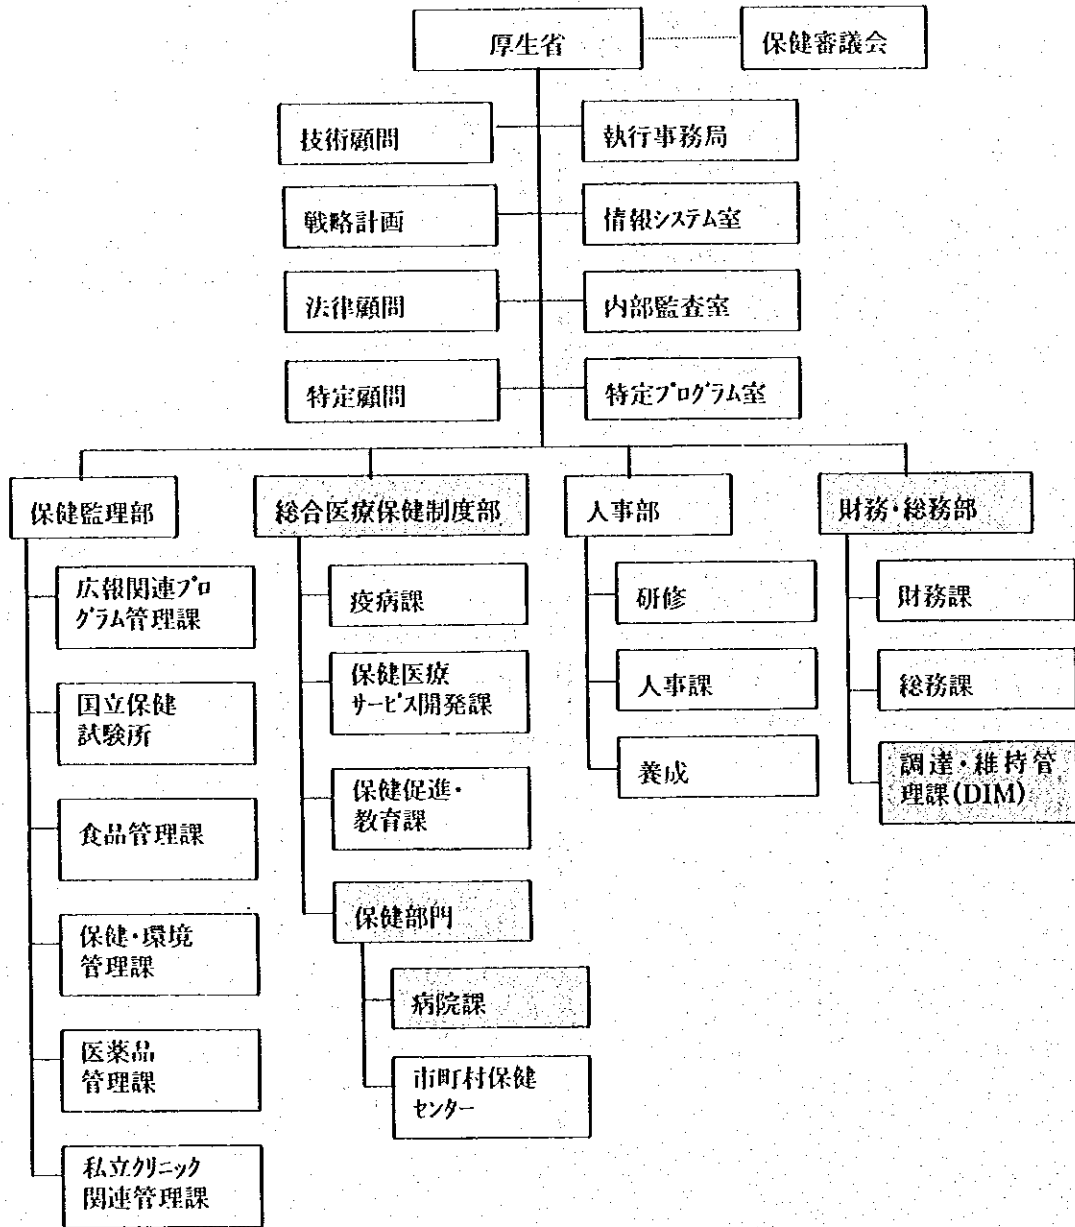 厚生省
保健審議会
技術顧問
執行事務局
戦略計画
情報システム室
法律顧問
内部監査室
特定顧問
特定プログラム室
保健監理部
総合医療保健制度部
人事部
財務・総務部
広報関連プロ
グラム管理課
国立保健
試験所
食品管理課
保健・環境
管理課
医薬品
管理課
私立クリニック
関連管理課
疫病課
保健医療
サービス開発課
保健促進・
教育課
保健部門
病院課
市町村保健
センター
研修
人事課
養成
財務課
総務課
調達・維持管
理課(DIM)